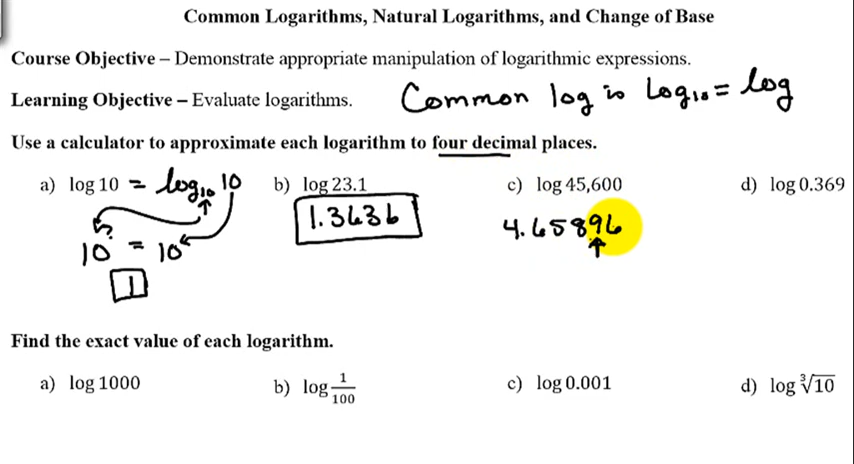 Common Logarithms, Natural Logarithms, and Change of Base
Course Objective – Demonstrate appropriate manipulation of logarithmic expressions.
Learning Objective – Evaluate logarithms. Common log is Log₁₀ = log
Use a calculator to approximate each logarithm to four decimal places.
a) log 10 = log₁₀ 10 b) log 23.1 c) log 45,600 d) log 0.369
1.3636 4.65896
10^? = 10
1
Find the exact value of each logarithm.
a) log 1000 b) log 1/100 c) log 0.001 d) log ∛10